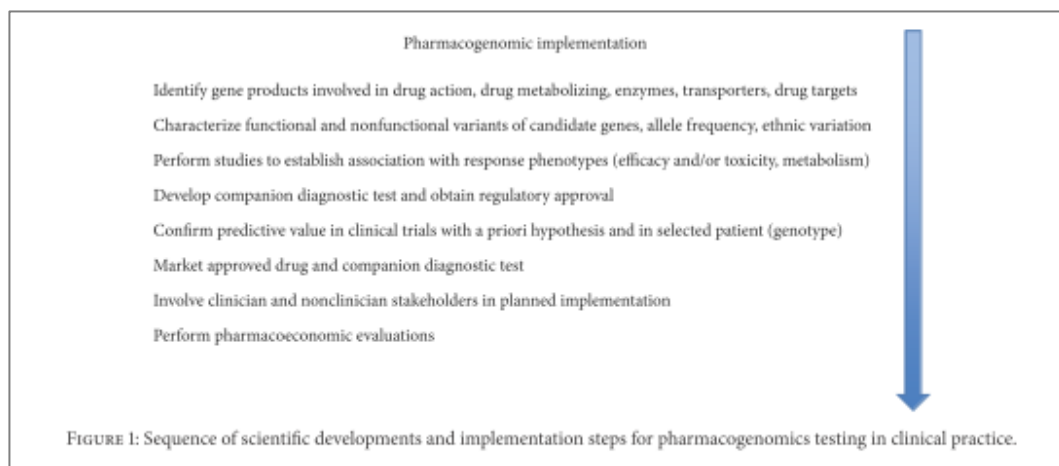 Pharmacogenomic implementation
Identify gene products involved in drug action, drug metabolizing, enzymes, transporters, drug targets
Characterize functional and nonfunctional variants of candidate genes, allele frequency, ethnic variation
Perform studies to establish association with response phenotypes (efficacy and/or toxicity, metabolism)
Develop companion diagnostic test and obtain regulatory approval
Confirm predictive value in clinical trials with a priori hypothesis and in selected patient (genotype)
Market approved drug and companion diagnostic test
Involve clinician and nonclinician stakeholders in planned implementation
Perform pharmacoeconomic evaluations
FIGURE 1: Sequence of scientific developments and implementation steps for pharmacogenomics testing in clinical practice.